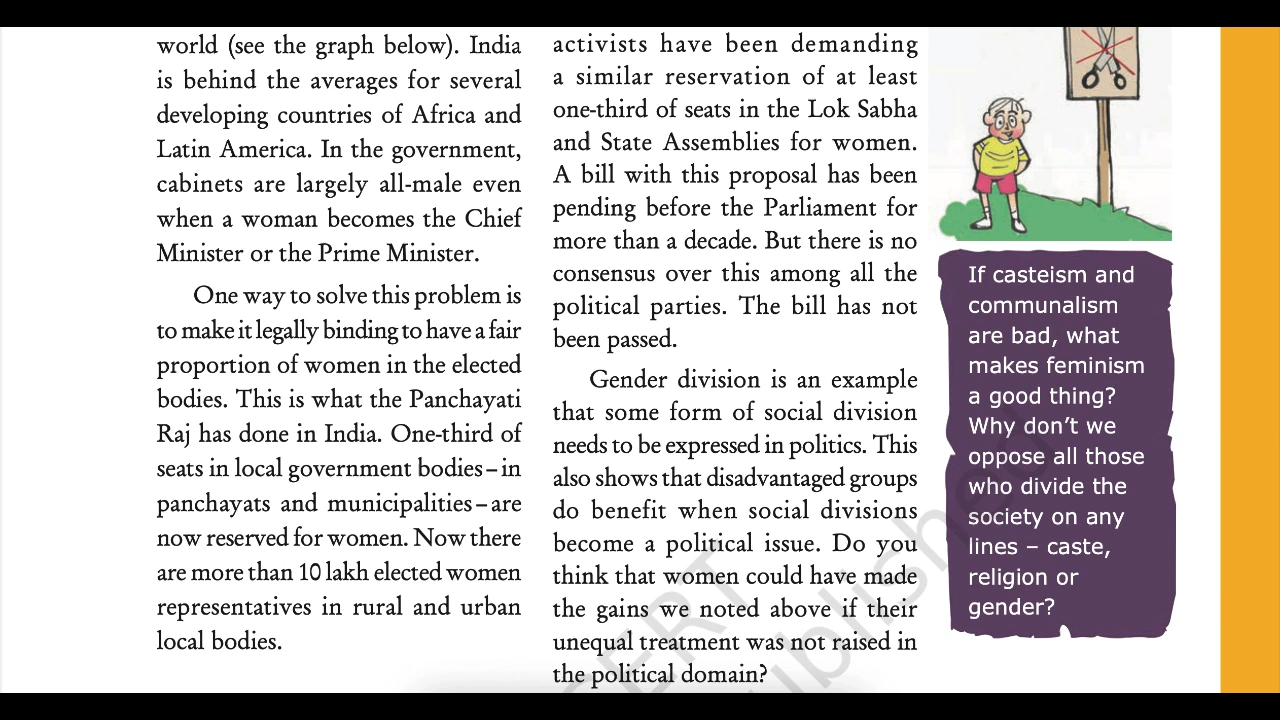 world (see the graph below). India
is behind the averages for several
developing countries of Africa and
Latin America. In the government,
cabinets are largely all-male even
when a woman becomes the Chief
Minister or the Prime Minister.
One way to solve this problem is
to make it legally binding to have a fair
proportion of women in the elected
bodies. This is what the Panchayati
Raj has done in India. One-third of
seats in local government bodies – in
panchayats and municipalities – are
now reserved for women. Now there
are more than 10 lakh elected women
representatives in rural and urban
local bodies.
activists have been demanding
a similar reservation of at least
one-third of seats in the Lok Sabha
and State Assemblies for women.
A bill with this proposal has been
pending before the Parliament for
more than a decade. But there is no
consensus over this among all the
political parties. The bill has not
been passed.
Gender division is an example
that some form of social division
needs to be expressed in politics. This
also shows that disadvantaged groups
do benefit when social divisions
become a political issue. Do you
think that women could have made
the gains we noted above if their
unequal treatment was not raised in
the political domain?
If casteism and
communalism
are bad, what
makes feminism
a good thing?
Why don't we
oppose all those
who divide the
society on any
lines – caste,
religion or
gender?